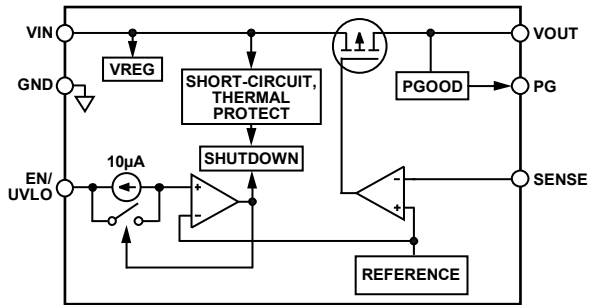 VIN
VOUT
VREG
GND
SHORT-CIRCUIT,
THERMAL
PROTECT
PGOOD
PG
10µA
SHUTDOWN
EN/
UVLO
SENSE
+
–
–
+
REFERENCE